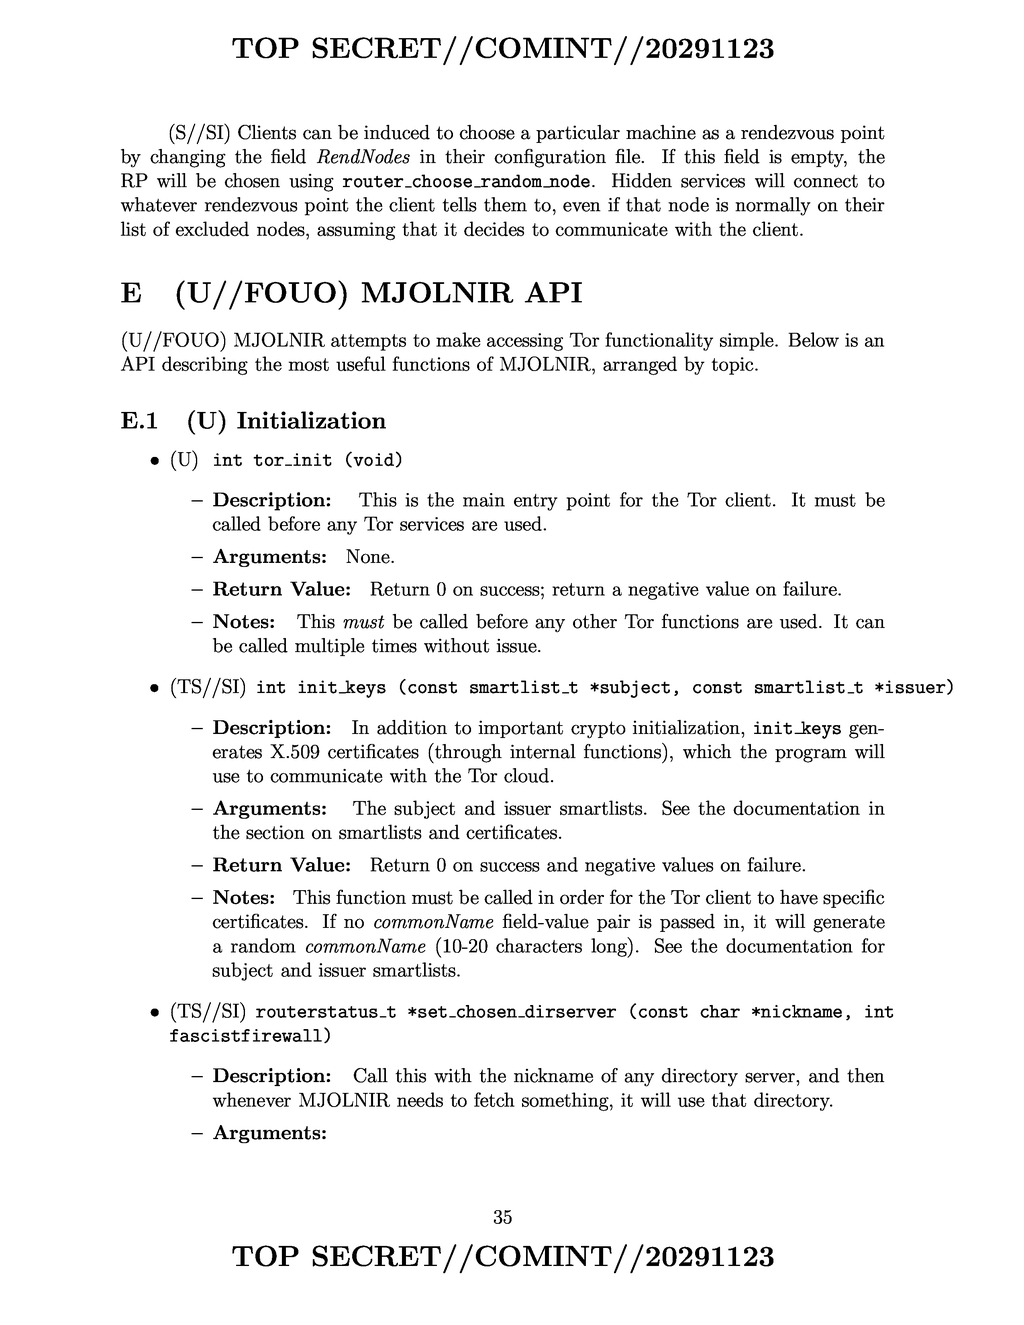 TOP SECRET//COMINT//20291123
(S//SI) Clients can be induced to choose a particular machine as a rendezvous point
by changing the field RendNodes in their configuration file. If this field is empty, the
RP will be chosen using router_choose_random_node. Hidden services will connect to
whatever rendezvous point the client tells them to, even if that node is normally on their
list of excluded nodes, assuming that it decides to communicate with the client.
E (U//FOUO) MJOLNIR API
(U//FOUO) MJOLNIR attempts to make accessing Tor functionality simple. Below is an
API describing the most useful functions of MJOLNIR, arranged by topic.
E.1 (U) Initialization
• (U) int tor_init (void)
– Description: This is the main entry point for the Tor client. It must be
called before any Tor services are used.
– Arguments: None.
– Return Value: Return 0 on success; return a negative value on failure.
– Notes: This must be called before any other Tor functions are used. It can
be called multiple times without issue.
• (TS//SI) int init_keys (const smartlist_t *subject, const smartlist_t *issuer)
– Description: In addition to important crypto initialization, init_keys gen-
erates X.509 certificates (through internal functions), which the program will
use to communicate with the Tor cloud.
– Arguments: The subject and issuer smartlists. See the documentation in
the section on smartlists and certificates.
– Return Value: Return 0 on success and negative values on failure.
– Notes: This function must be called in order for the Tor client to have specific
certificates. If no commonName field-value pair is passed in, it will generate
a random commonName (10-20 characters long). See the documentation for
subject and issuer smartlists.
• (TS//SI) routerstatus_t *set_chosen_dirserver (const char *nickname, int
fascistfirewall)
– Description: Call this with the nickname of any directory server, and then
whenever MJOLNIR needs to fetch something, it will use that directory.
– Arguments:
35
TOP SECRET//COMINT//20291123